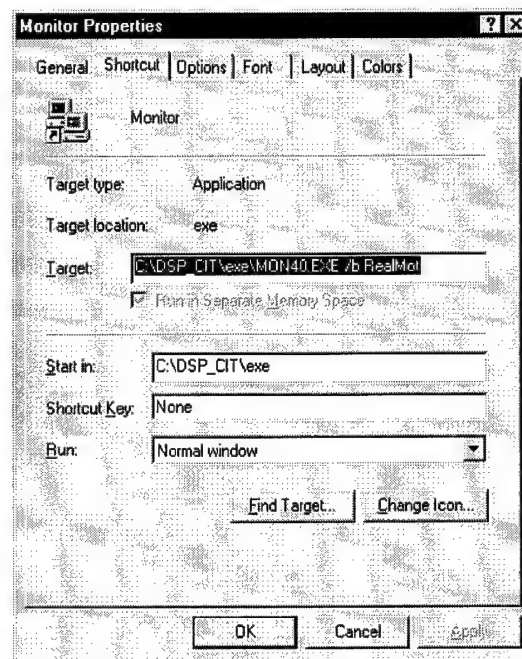 Monitor Properties ? X
General Shortcut Options Font Layout Colors
Monitor
Target type: Application
Target location: exe
Target: C:\DSP_CIT\exe\MON40.EXE /b RealMot
Run in Separate Memory Space
Start in: C:\DSP_CIT\exe
Shortcut Key: None
Run: Normal window
Find Target... Change Icon...
OK Cancel Apply